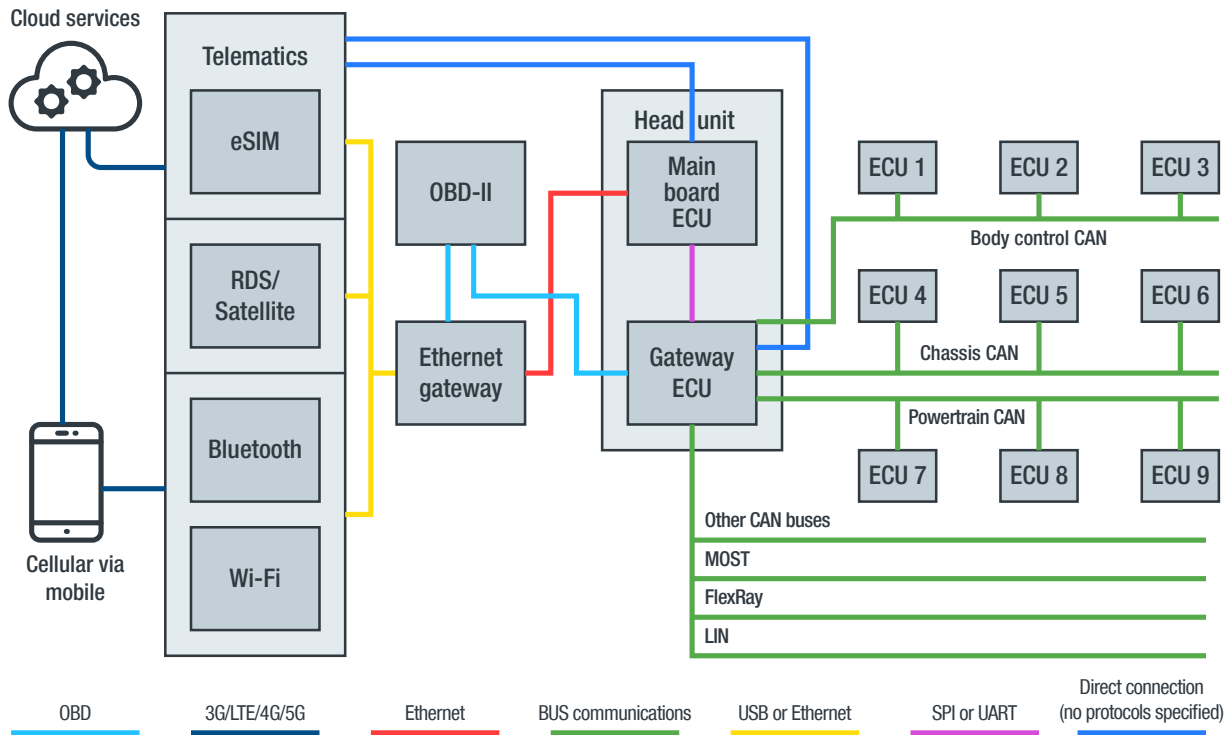 Cloud services
Telematics
eSIM
RDS/
Satellite
Bluetooth
Wi-Fi
Cellular via
mobile
OBD-II
Ethernet
gateway
Head unit
Main
board
ECU
Gateway
ECU
ECU 1
ECU 2
ECU 3
Body control CAN
ECU 4
ECU 5
ECU 6
Chassis CAN
Powertrain CAN
ECU 7
ECU 8
ECU 9
Other CAN buses
MOST
FlexRay
LIN
OBD
3G/LTE/4G/5G
Ethernet
BUS communications
USB or Ethernet
SPI or UART
Direct connection
(no protocols specified)